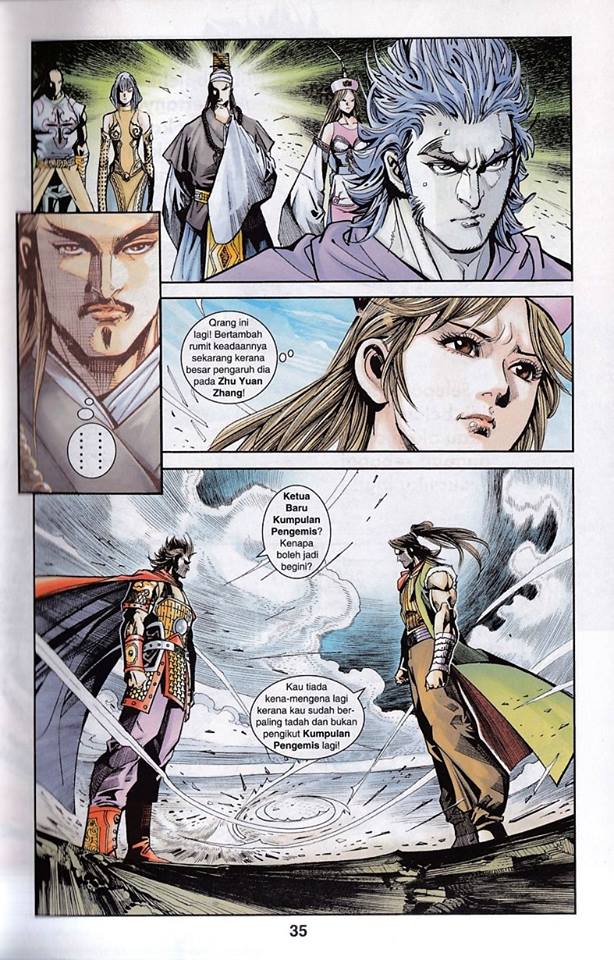 Qrang ini
lagi! Bertambah
rumit keadaannya
sekarang kerana
besar pengaruh dia
pada Zhu Yuan
Zhang!
Ketua
Baru
Kumpulan
Pengemis?
Kenapa
boleh jadi
begini?
Kau tiada
kena-mengena lagi
kerana kau sudah ber-
paling tadah dan bukan
pengikut Kumpulan
Pengemis lagi!
35